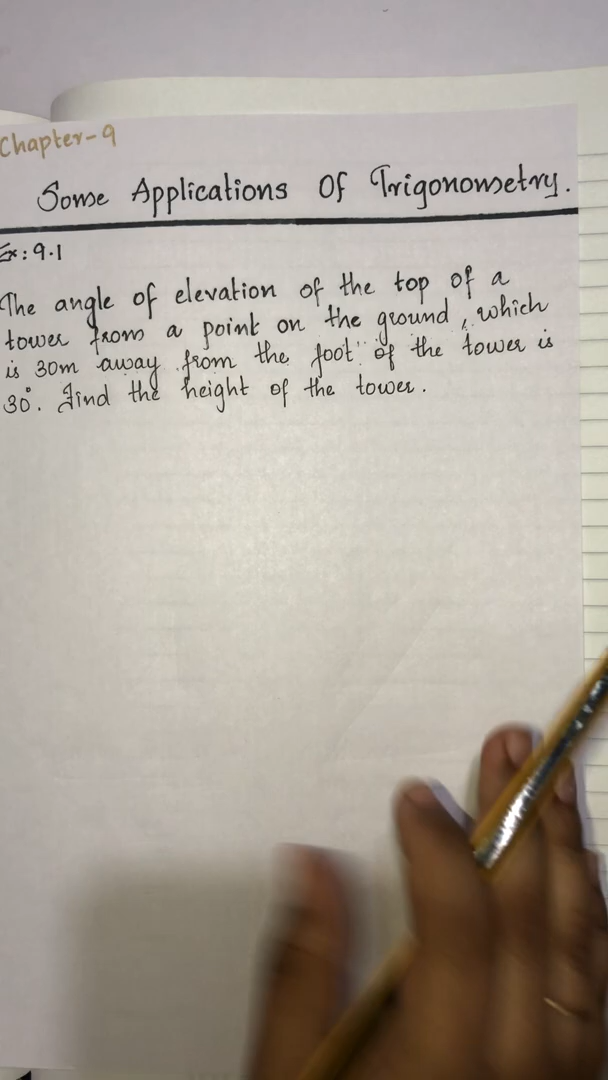 Chapter-9
Some Applications Of Trigonometry.
Ex: 9.1
The angle of elevation of the top of a
tower from a point on the ground, which
is 30m away from the foot of the tower is
30°. Find the height of the tower.